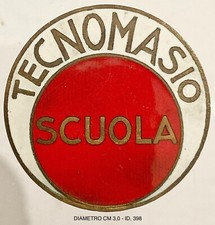 TECNOMASIO
SCUOLA
DIAMETRO CM 3,0 - ID. 398